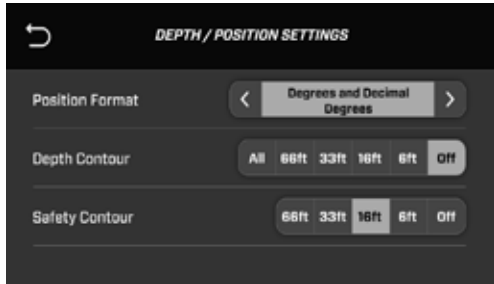 DEPTH / POSITION SETTINGS
Position Format < Degrees and Decimal
Degrees >
Depth Contour All 66ft 33ft 16ft 6ft Off
Safety Contour 66ft 33ft 16ft 6ft Off